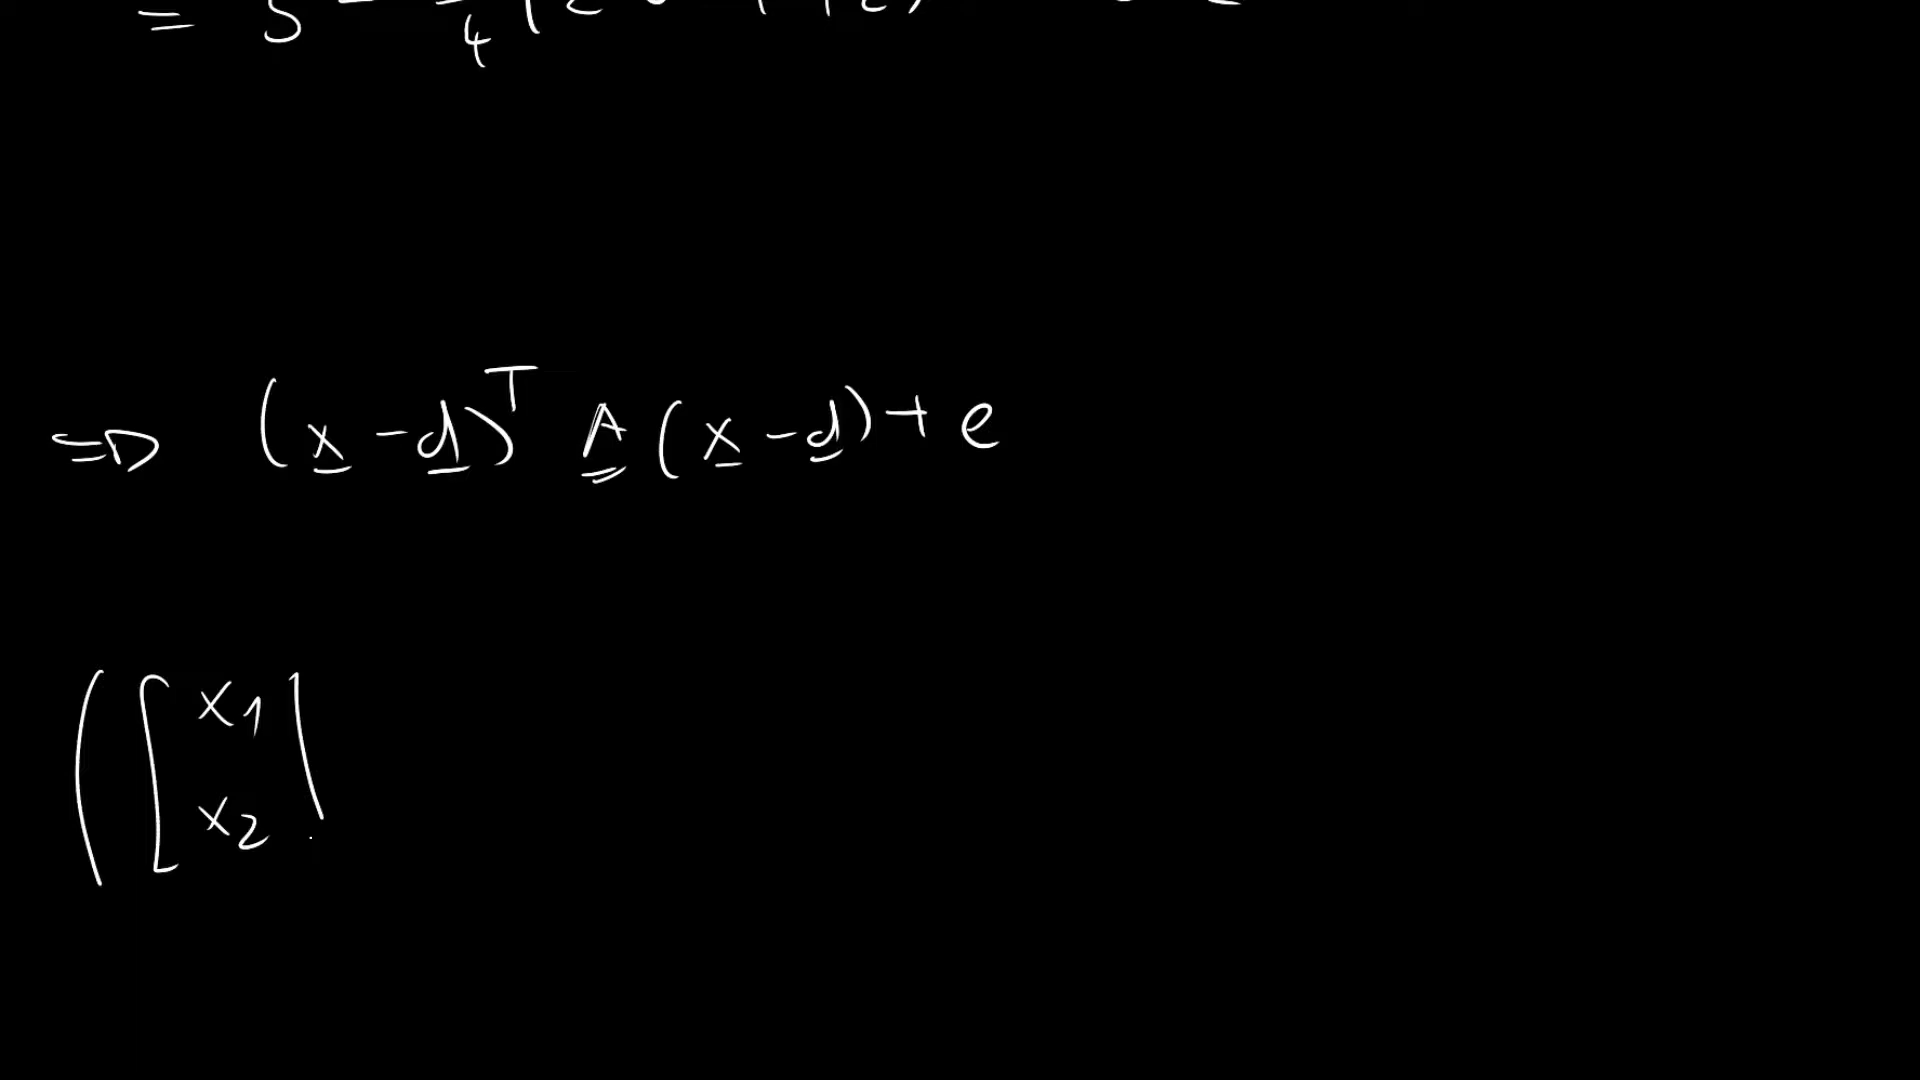 ⇒ (x - d)^T A (x - d) + e
( [ x1
x2